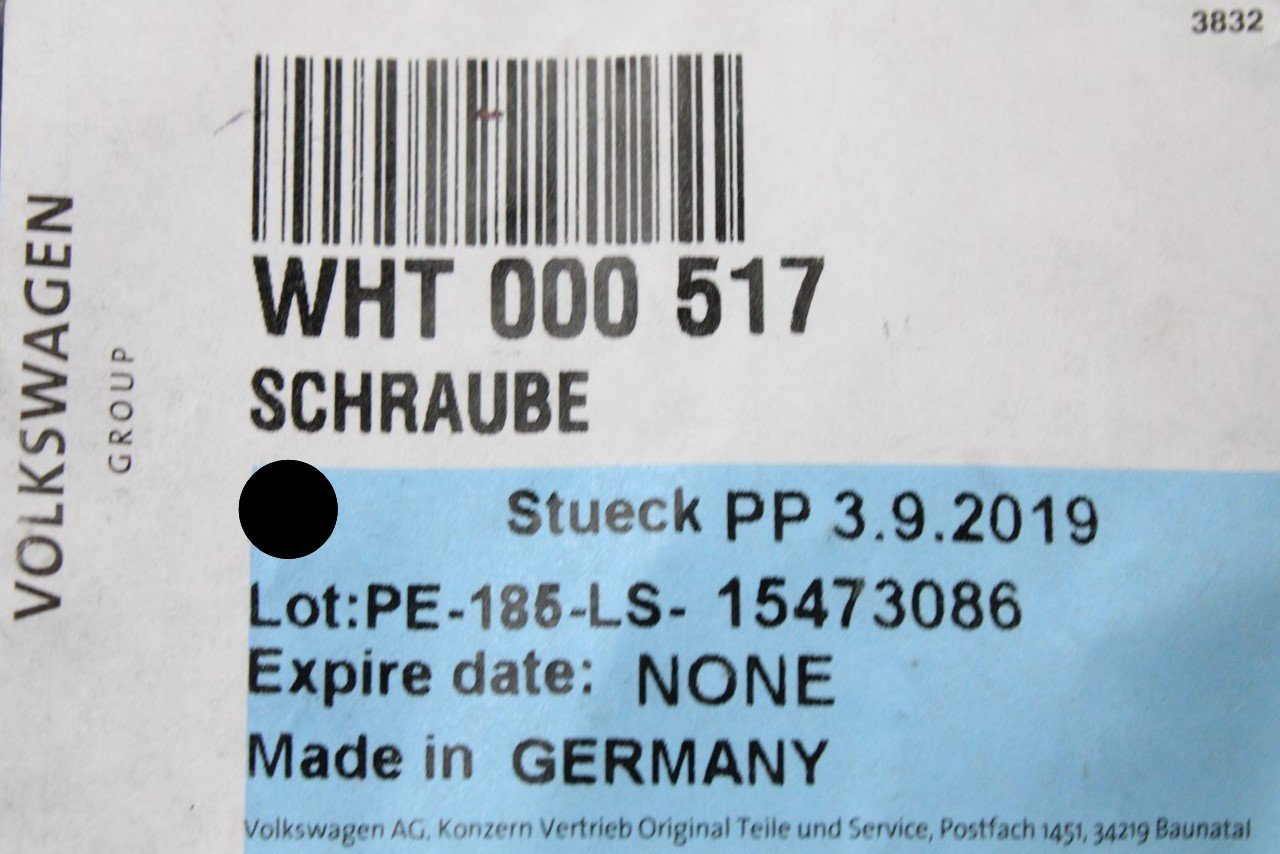 3832
VOLKSWAGEN
GROUP
WHT 000 517
SCHRAUBE
Stueck PP 3.9.2019
Lot:PE-185-LS- 15473086
Expire date: NONE
Made in GERMANY
Volkswagen AG, Konzern Vertrieb Original Teile und Service, Postfach 1451, 34219 Baunatal